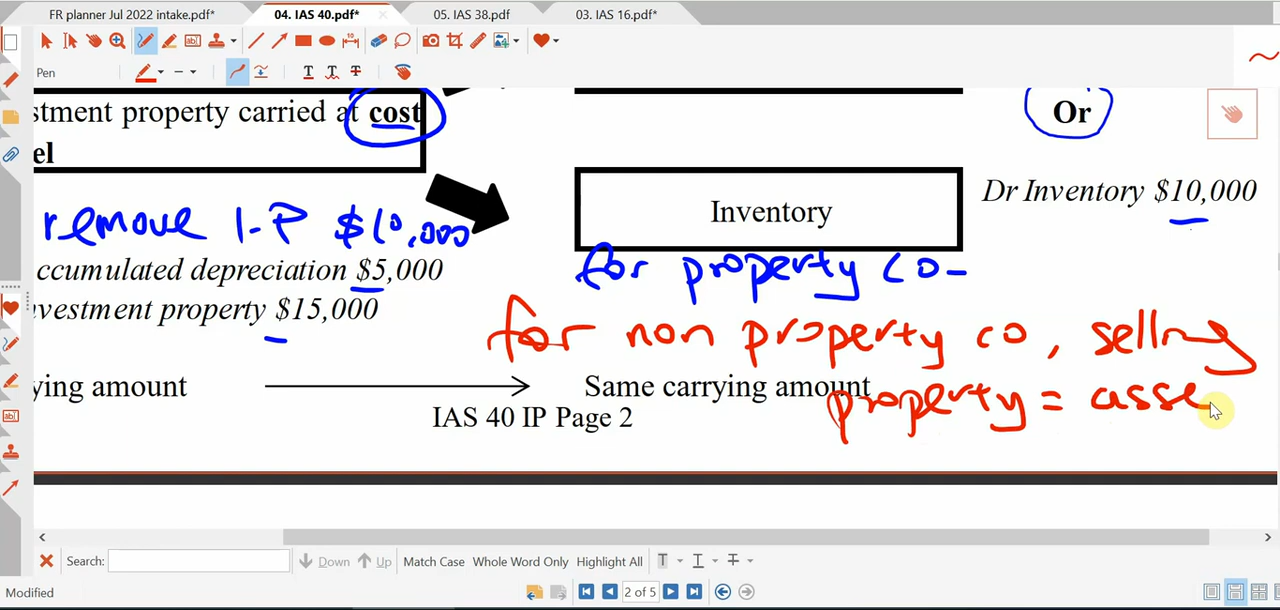 FR planner Jul 2022 intake.pdf*
04. IAS 40.pdf*
05. IAS 38.pdf
03. IAS 16.pdf*
Pen
stment property carried at cost
el
Or
Inventory
Dr Inventory $10,000
remove I-P $10,000
for property co-
ccumulated depreciation $5,000
vestment property $15,000
for non property co, selling
property = asse
ying amount
Same carrying amount
IAS 40 IP Page 2
Search:
Down
Up
Match Case
Whole Word Only
Highlight All
2 of 5
Modified